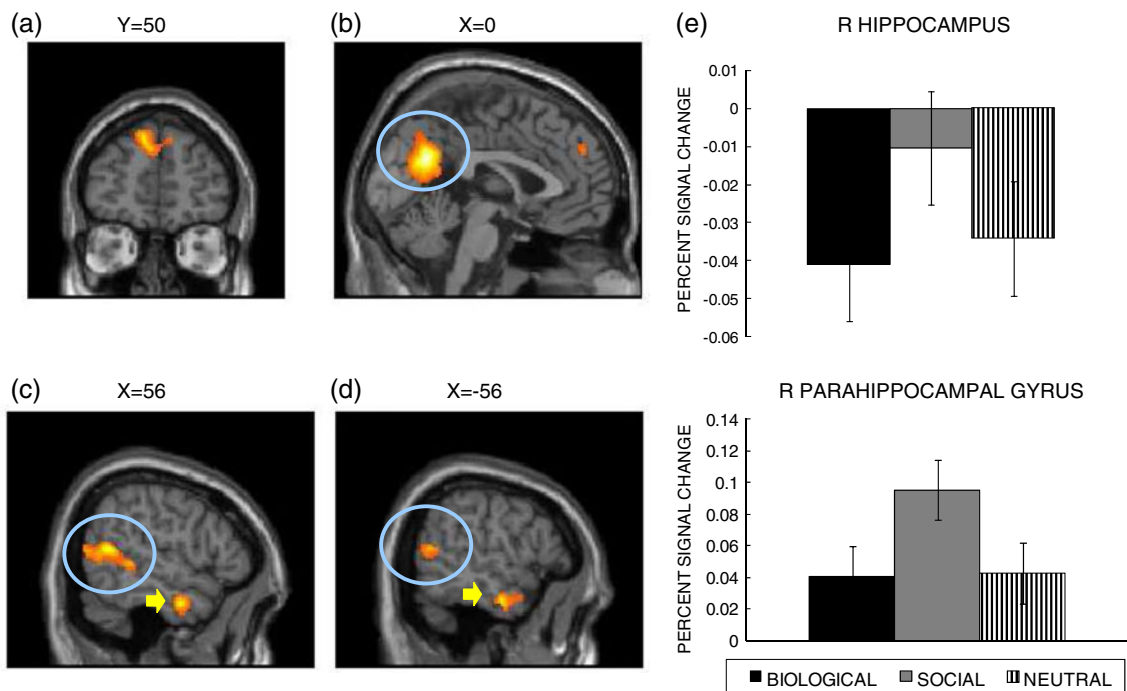 (a)
Y=50
(b)
X=0
(e)
R HIPPOCAMPUS
PERCENT SIGNAL CHANGE
0.01
0
-0.01
-0.02
-0.03
-0.04
-0.05
-0.06
(c)
X=56
(d)
X=-56
R PARAHIPPOCAMPAL GYRUS
PERCENT SIGNAL CHANGE
0.14
0.12
0.1
0.08
0.06
0.04
0.02
0
BIOLOGICAL SOCIAL NEUTRAL